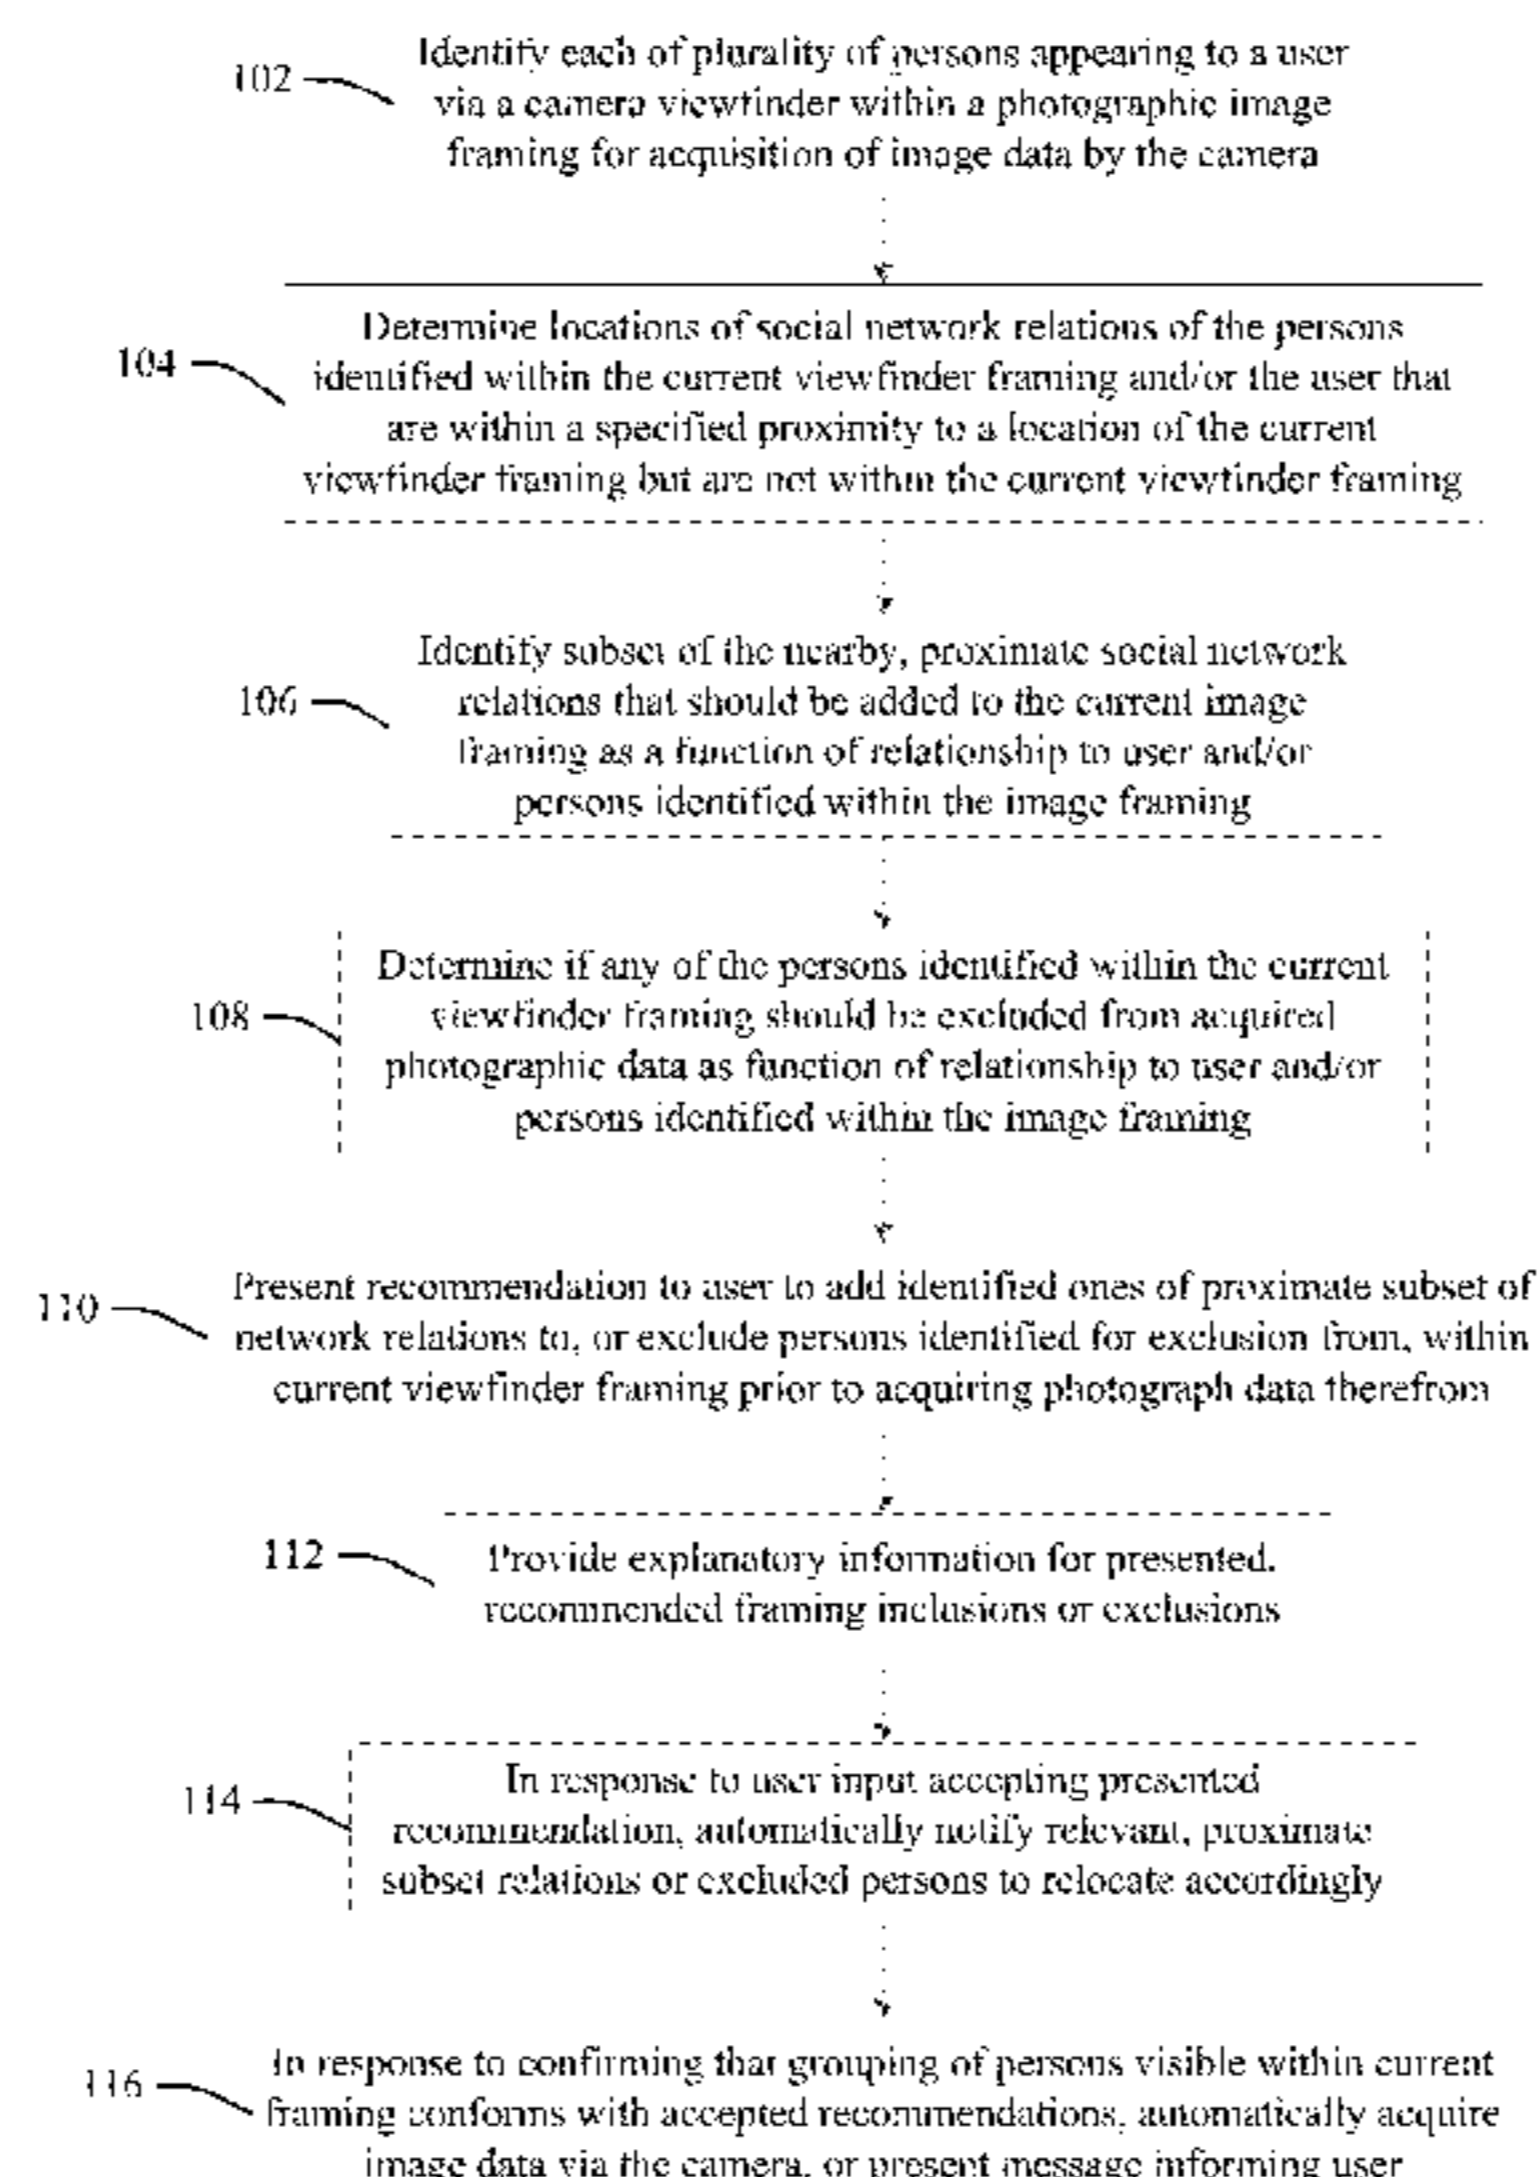 102
Identify each of plurality of persons appearing to a user
via a camera viewfinder within a photographic image
framing for acquisition of image data by the camera
104
Determine locations of social network relations of the persons
identified within the current viewfinder framing and/or the user that
are within a specified proximity to a location of the current
viewfinder framing but are not within the current viewfinder framing
106
Identify subset of the nearby, proximate social network
relations that should be added to the current image
framing as a function of relationship to user and/or
persons identified within the image framing
108
Determine if any of the persons identified within the current
viewfinder framing should be excluded from acquired
photographic data as function of relationship to user and/or
persons identified within the image framing
110
Present recommendation to user to add identified ones of proximate subset of
network relations to, or exclude persons identified for exclusion from, within
current viewfinder framing prior to acquiring photograph data therefrom
112
Provide explanatory information for presented,
recommended framing inclusions or exclusions
114
In response to user input accepting presented
recommendation, automatically notify relevant, proximate
subset relations or excluded persons to relocate accordingly
116
In response to confirming that grouping of persons visible within current
framing conforms with accepted recommendations, automatically acquire
image data via the camera, or present message informing user